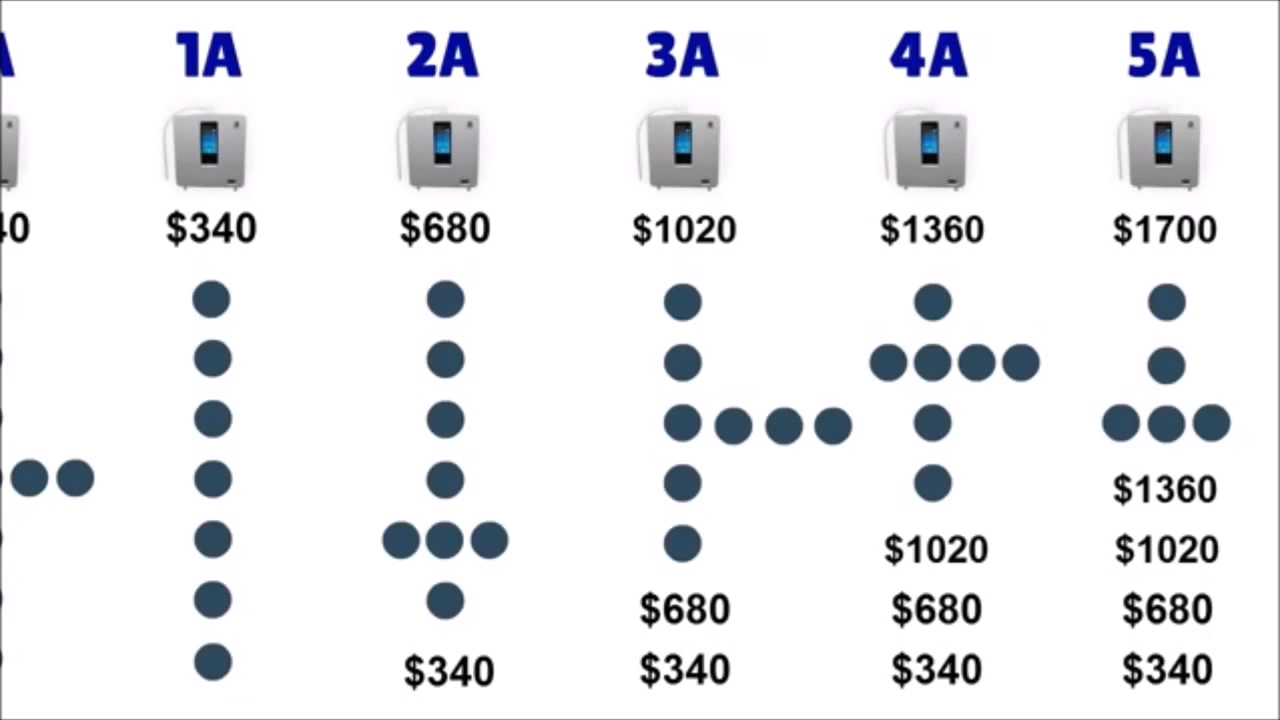 1A 2A 3A 4A 5A
$340 $680 $1020 $1360 $1700
$1360
$1020 $1020
$680 $680 $680
$340 $340 $340 $340